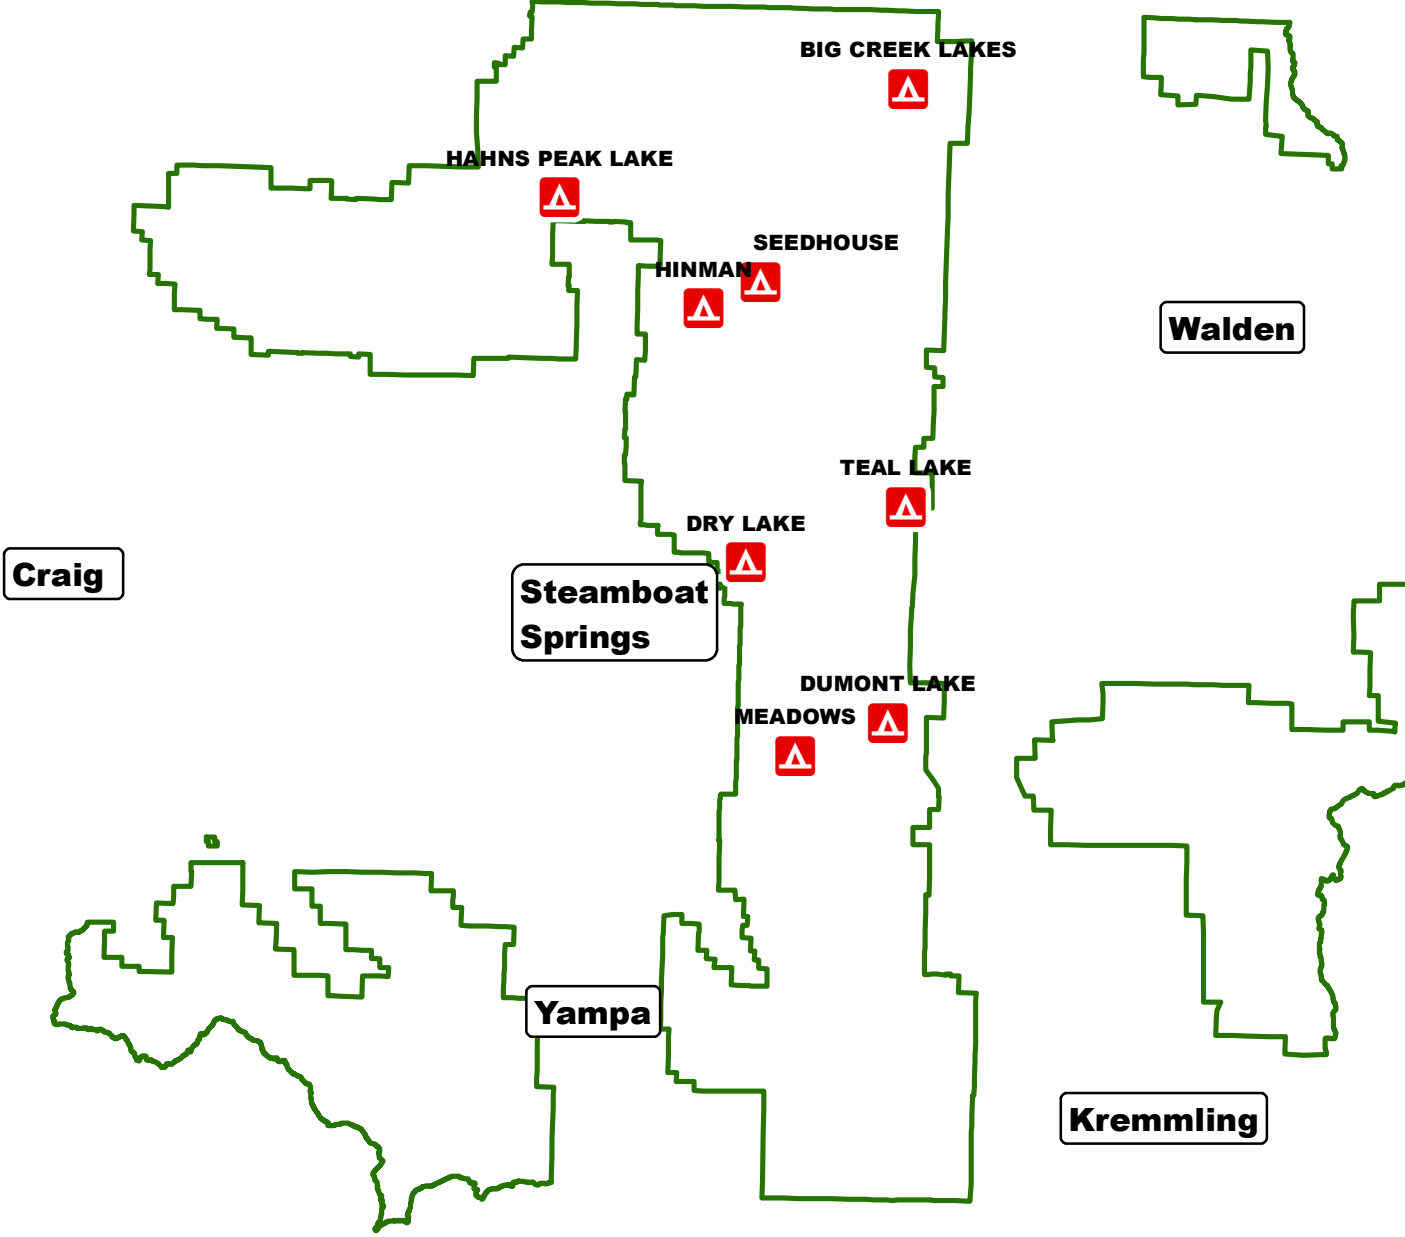 BIG CREEK LAKES
HAHNS PEAK LAKE
SEEDHOUSE
HINMAN
Walden
TEAL LAKE
DRY LAKE
Craig
Steamboat
Springs
DUMONT LAKE
MEADOWS
Yampa
Kremmling